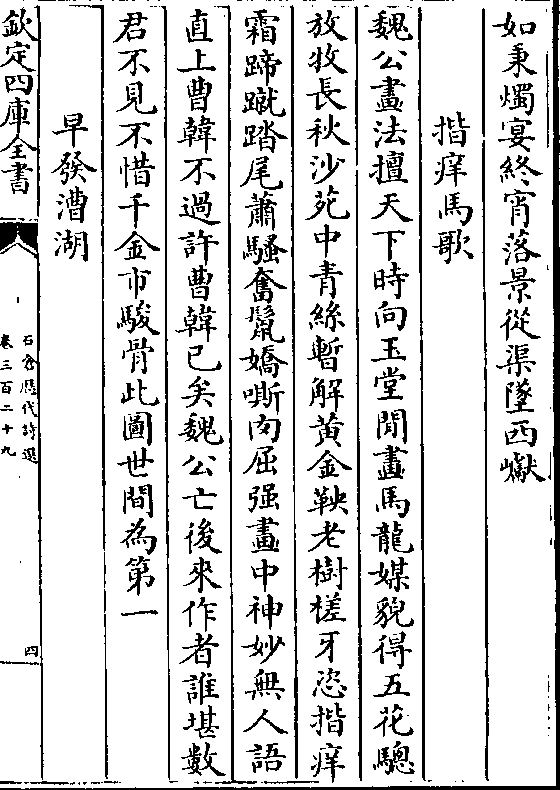 如秉燭宴終宵落景從渠墜西巘
揩痒馬歌
魏公畫法擅天下時向玉堂閒畫馬龍媒貌得五花驄
放牧長秋沙苑中青絲暫解黄金鞅老樹槎牙恣揩痒
霜蹄蹴踏尾蕭騷奮鬛嬌嘶肉屈强畫中神妙無人語
直上曹韓不過許曹韓已矣魏公亡後來作者誰堪數
君不見不惜千金市駿骨此圖世間為第一
早發漕湖
欽定四庫全書
石倉歷代詩選
卷三百二十九
四